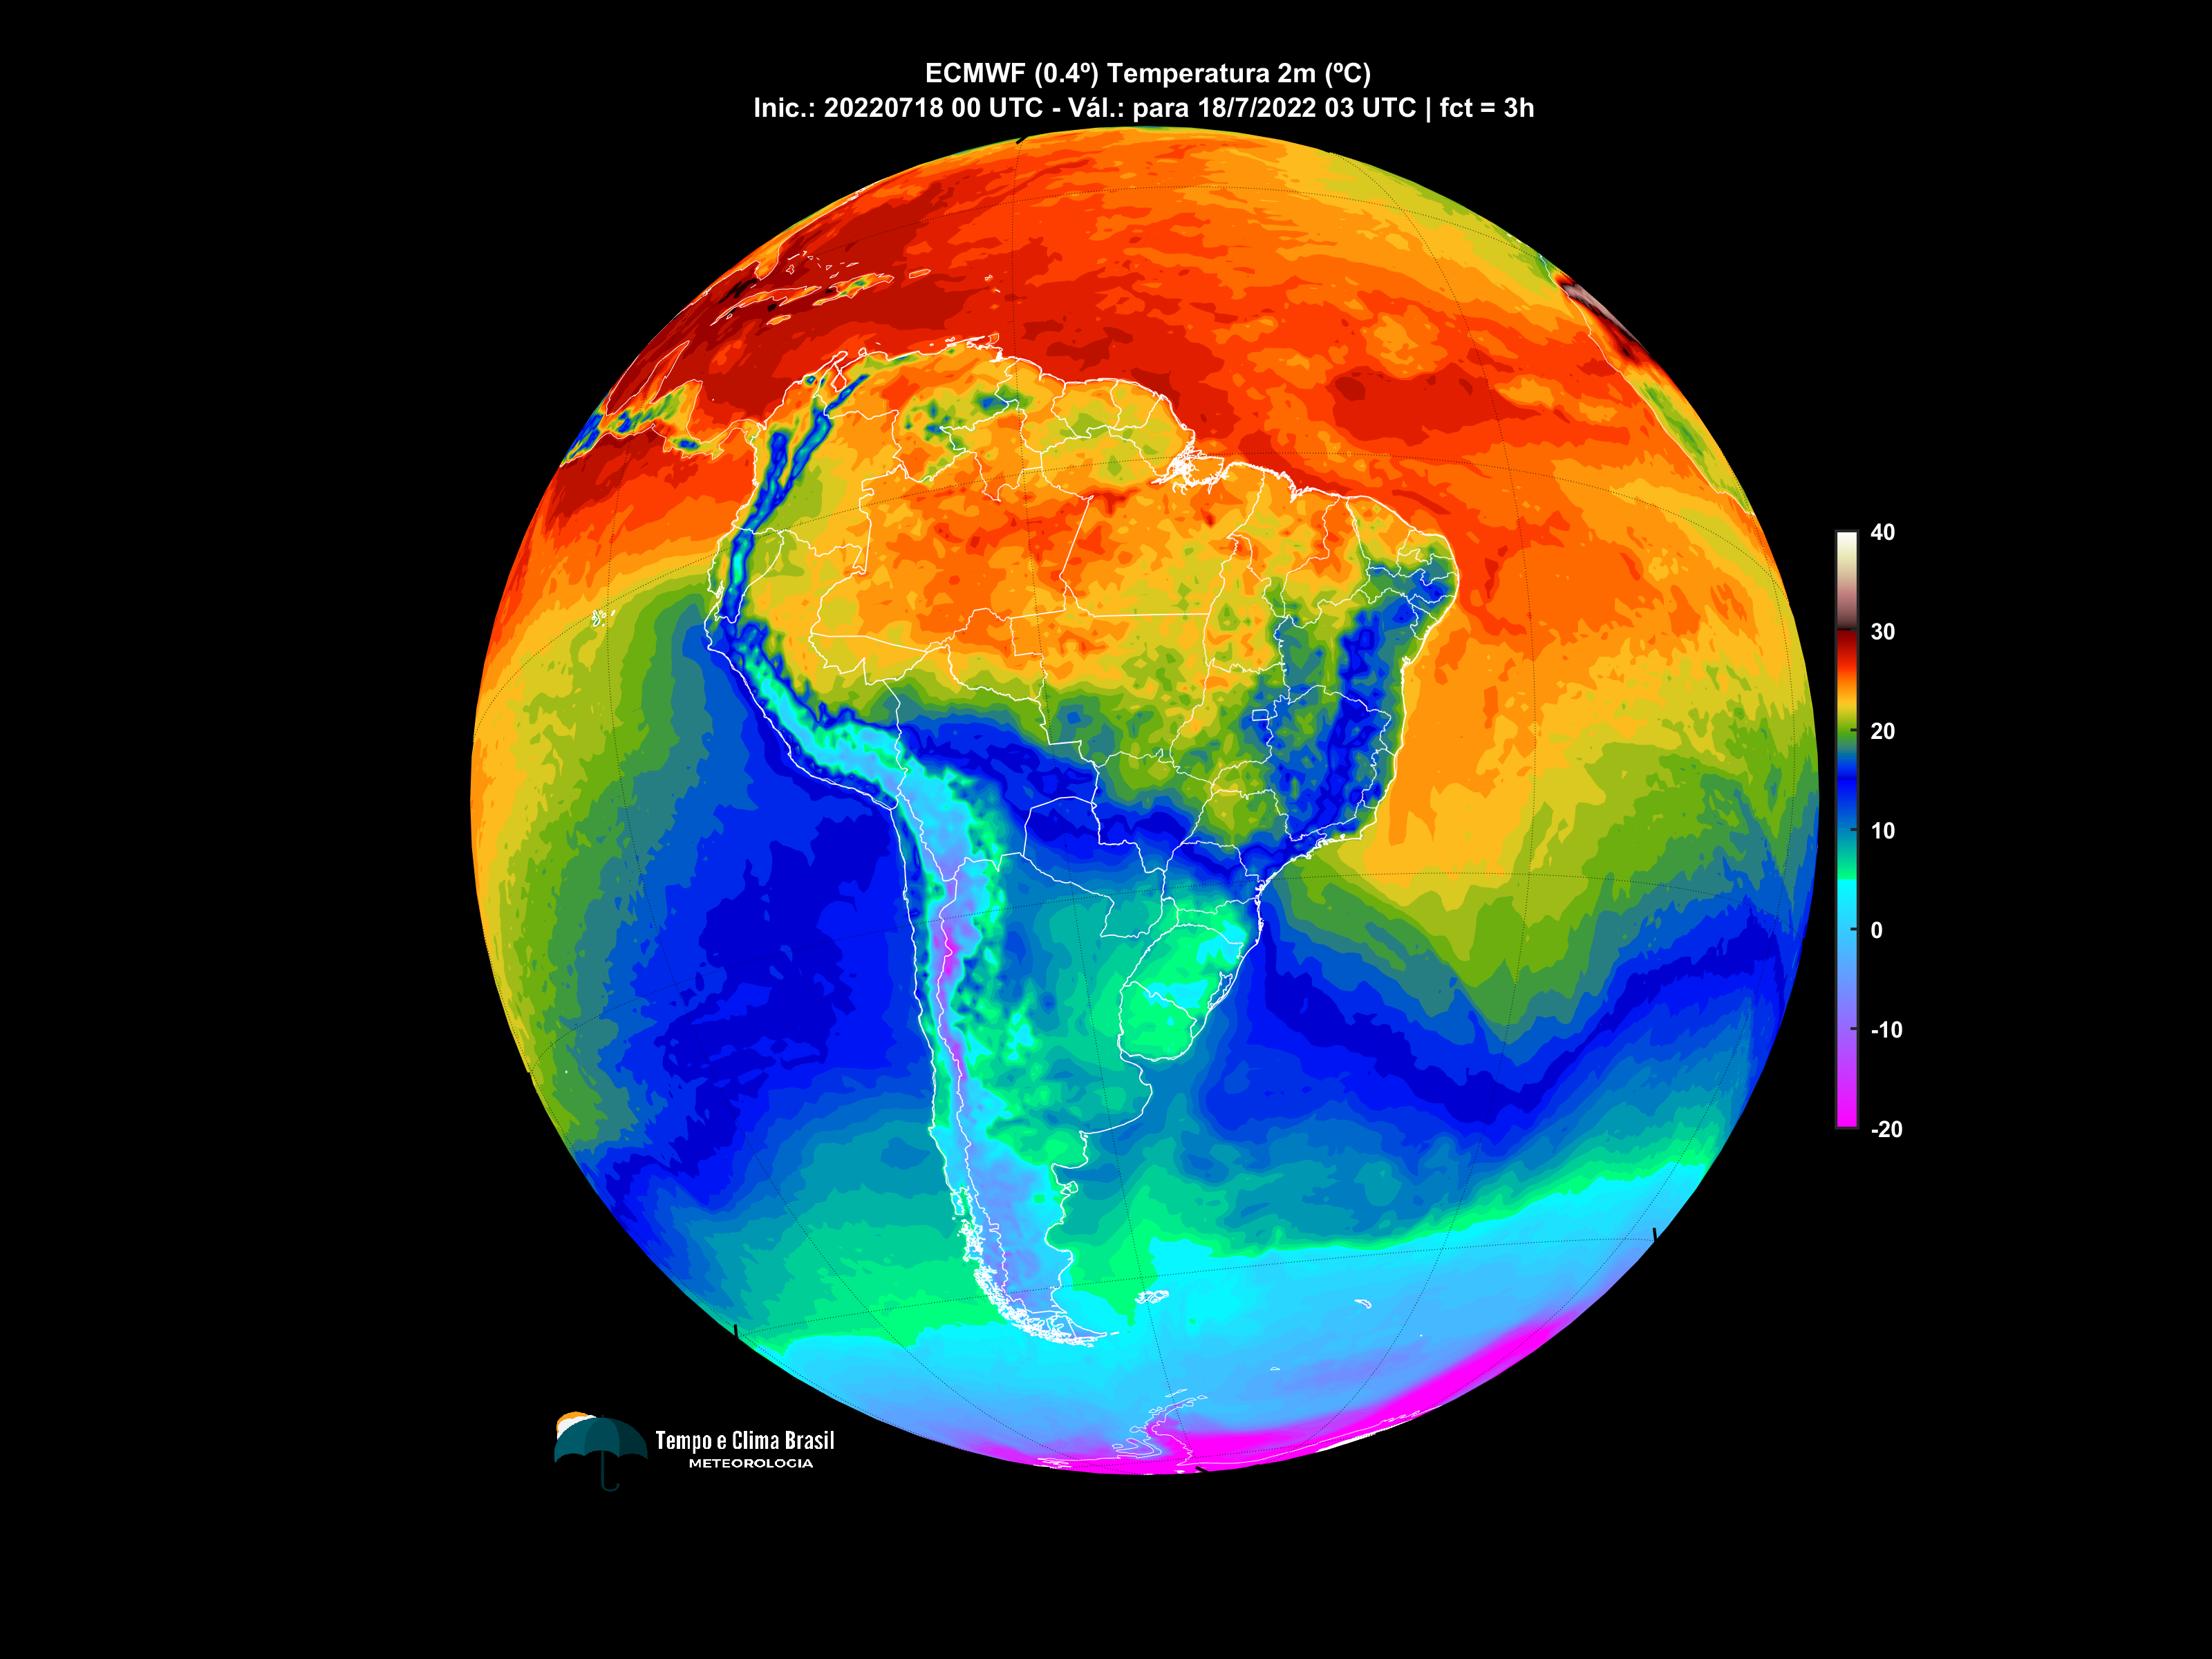 ECMWF (0.4º) Temperatura 2m (ºC)
Inic.: 20220718 00 UTC - Vál.: para 18/7/2022 03 UTC | fct = 3h
40
30
20
10
0
-10
-20
Tempo e Clima Brasil
METEOROLOGIA